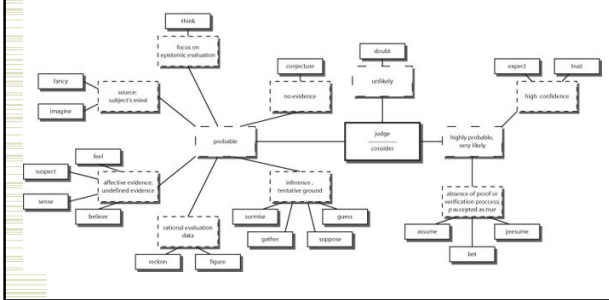 think
focus on
epistemic evaluation
fancy
imagine
source:
subject's mind
conjecture
no evidence
doubt
unlikely
expect
trust
high confidence
probable
judge
consider
highly probable,
very likely
feel
suspect
sense
believe
affective evidence;
undefined evidence
inference,
tentative ground
surmise
guess
gather
suppose
rational evaluation
data
reckon
figure
absence of proof or
verification proccess;
p accepted as true
assume
presume
bet